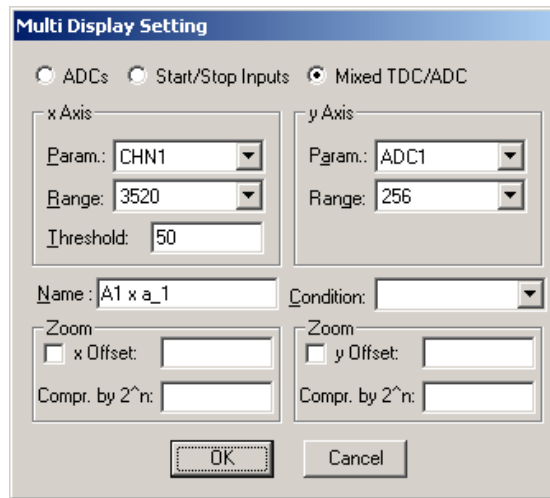 Multi Display Setting
ADCs Start/Stop Inputs Mixed TDC/ADC
x Axis
Param.: CHN1
Range: 3520
Threshold: 50
y Axis
Param.: ADC1
Range: 256
Name : A1 x a_1
Condition:
Zoom
x Offset:
Compr. by 2^n:
Zoom
y Offset:
Compr. by 2^n:
OK Cancel